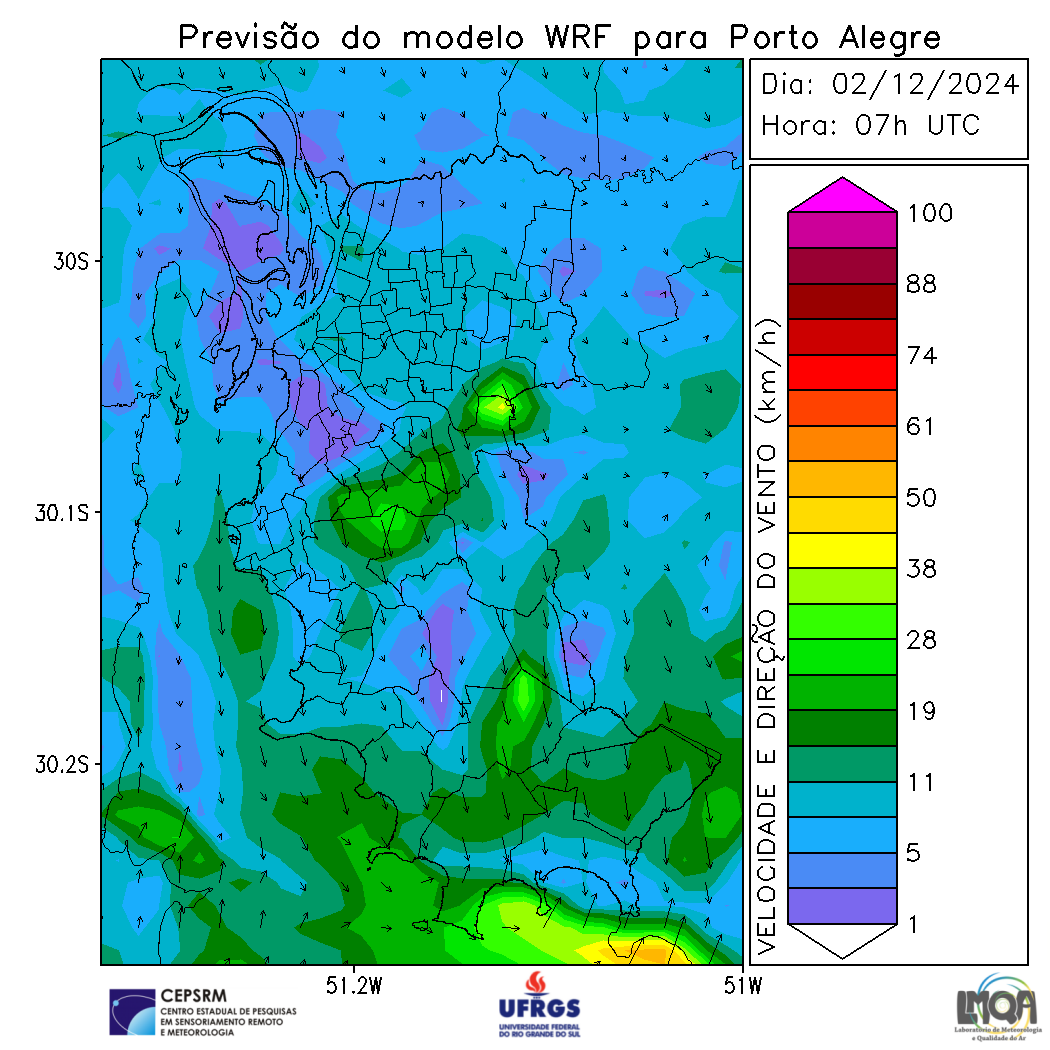 Previsão do modelo WRF para Porto Alegre
Dia: 02/12/2024
Hora: 07h UTC
30S
30.1S
30.2S
51.2W
51W
VELOCIDADE E DIREÇÃO DO VENTO (km/h)
100
88
74
61
50
38
28
19
11
5
1
CEPSRM
CENTRO ESTADUAL DE PESQUISAS
EM SENSORIAMENTO REMOTO
E METEOROLOGIA
UFRGS
UNIVERSIDADE FEDERAL
DO RIO GRANDE DO SUL
LMQA
Laboratório de Meteorologia
e Qualidade do Ar